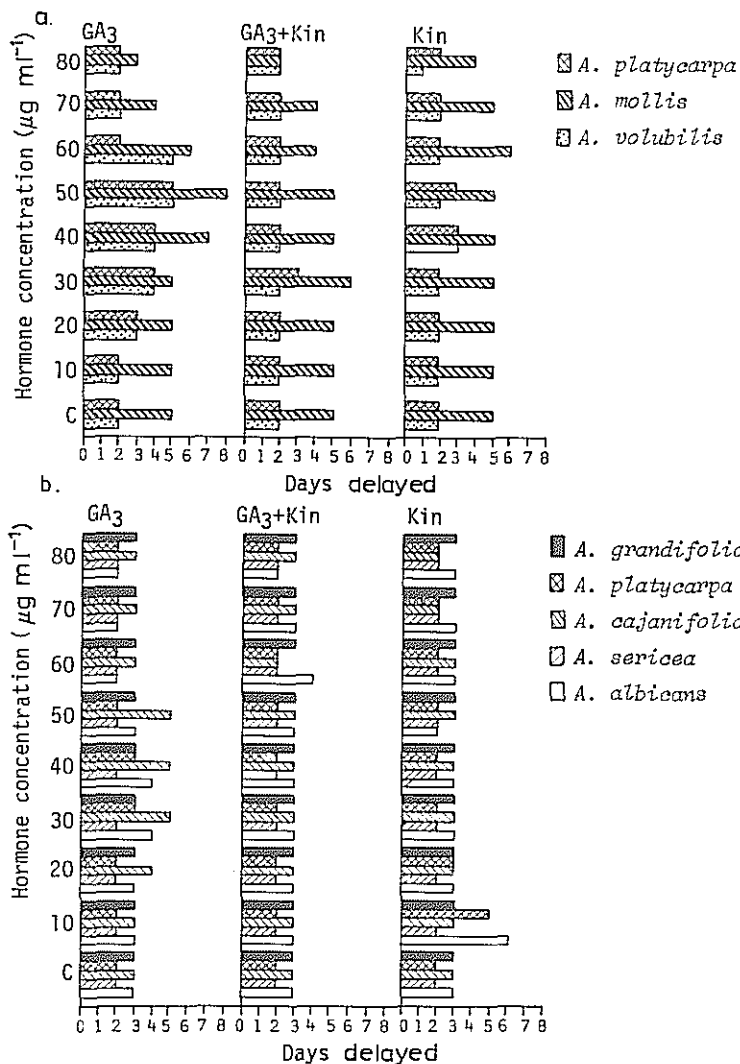 a.
GA3 GA3+Kin Kin
Hormone concentration (µg ml⁻¹)
80
70
60
50
40
30
20
10
C
0 1 2 3 4 5 6 7 8 0 1 2 3 4 5 6 7 8 0 1 2 3 4 5 6 7 8
Days delayed
A. platycarpa
A. mollis
A. volubilis
b.
GA3 GA3+Kin Kin
Hormone concentration (µg ml⁻¹)
80
70
60
50
40
30
20
10
C
0 1 2 3 4 5 6 7 8 0 1 2 3 4 5 6 7 8 0 1 2 3 4 5 6 7 8
Days delayed
A. grandifolia
A. platycarpa
A. cajanifolia
A. sericea
A. albicans